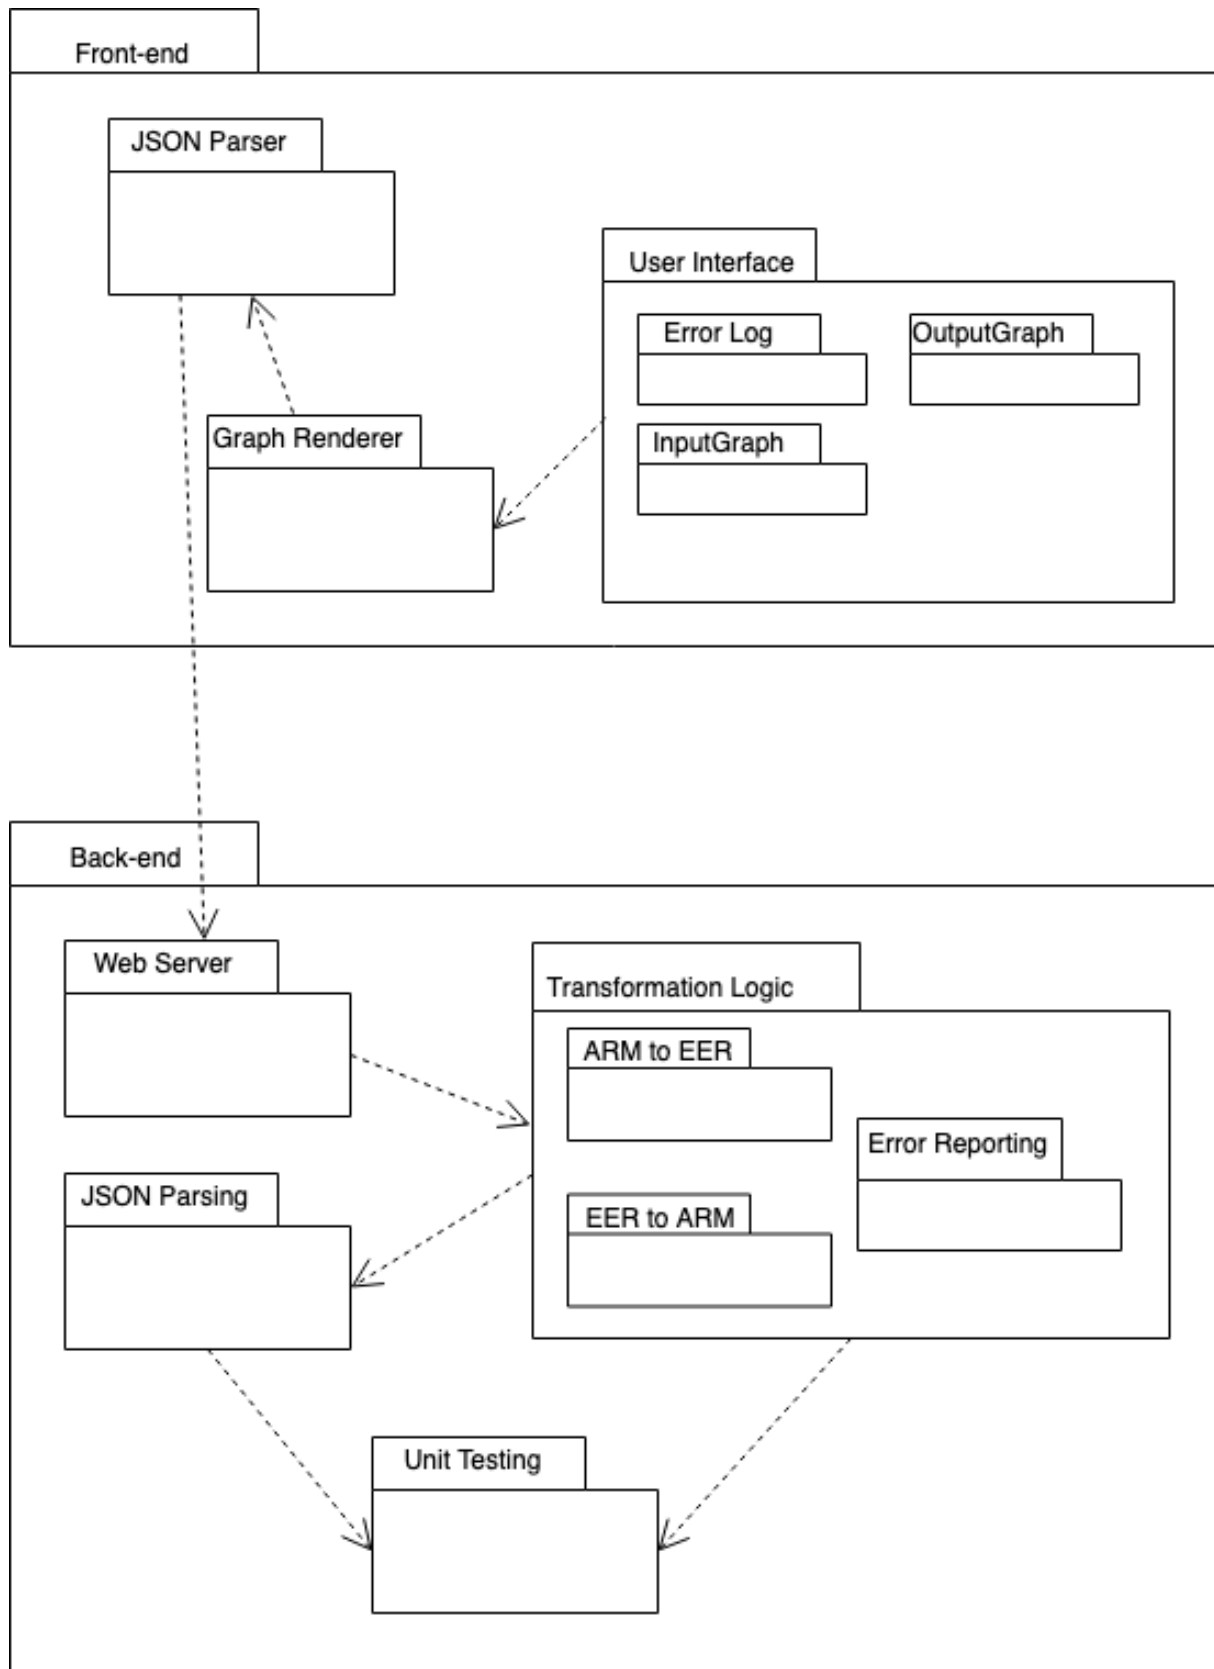 Front-end
JSON Parser
User Interface
Error Log
OutputGraph
Graph Renderer
InputGraph
Back-end
Web Server
Transformation Logic
ARM to EER
Error Reporting
JSON Parsing
EER to ARM
Unit Testing